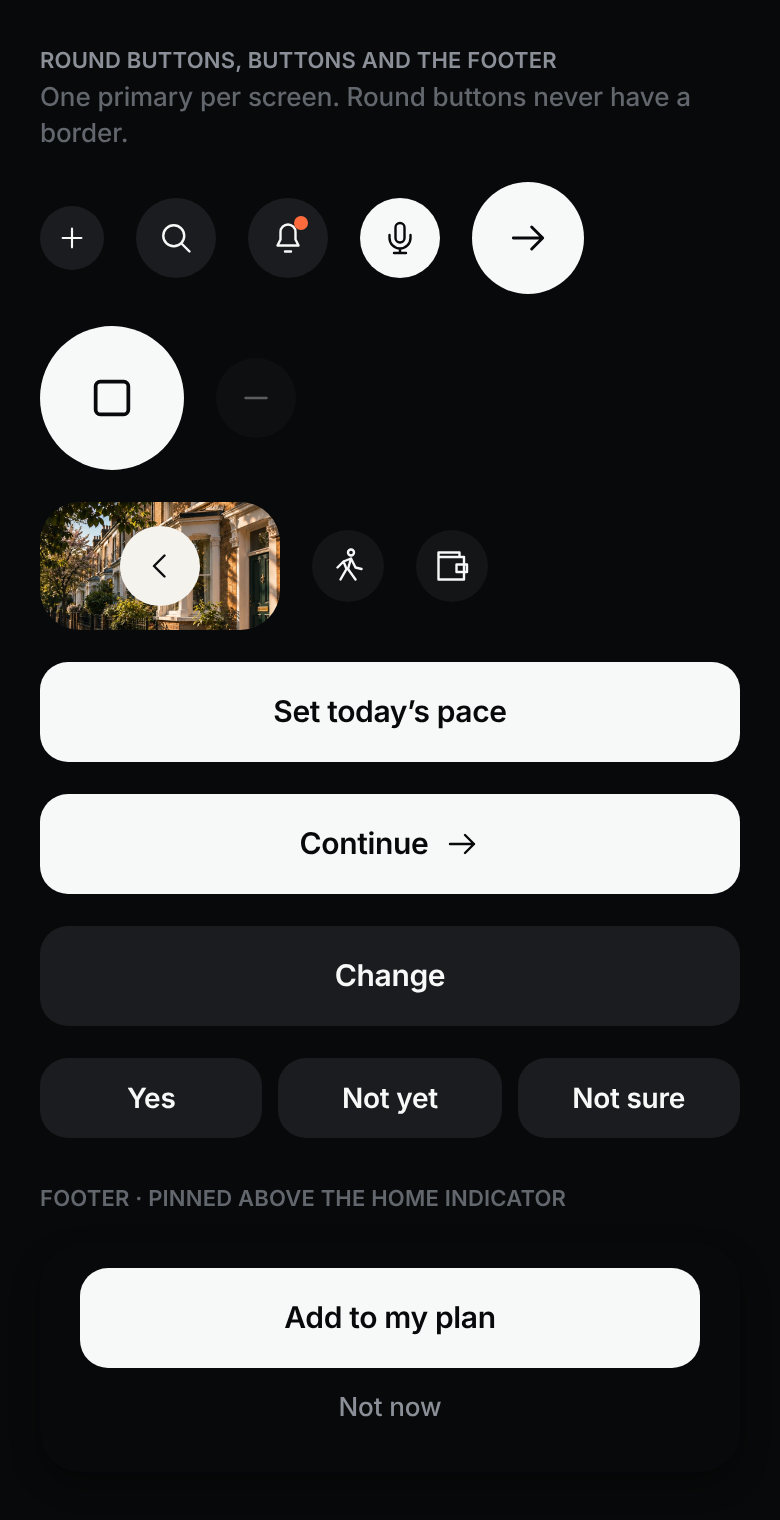 ROUND BUTTONS, BUTTONS AND THE FOOTER
One primary per screen. Round buttons never have a
border.
Set today’s pace
Continue
Change
Yes
Not yet
Not sure
FOOTER · PINNED ABOVE THE HOME INDICATOR
Add to my plan
Not now